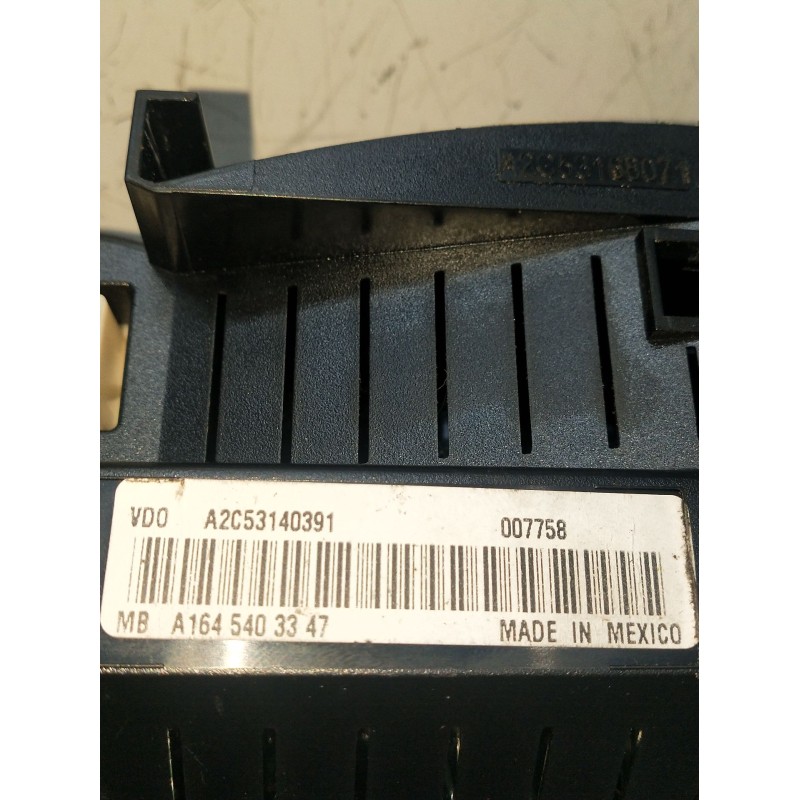 VDO A2C53140391 007758
MB A164 540 33 47 MADE IN MEXICO